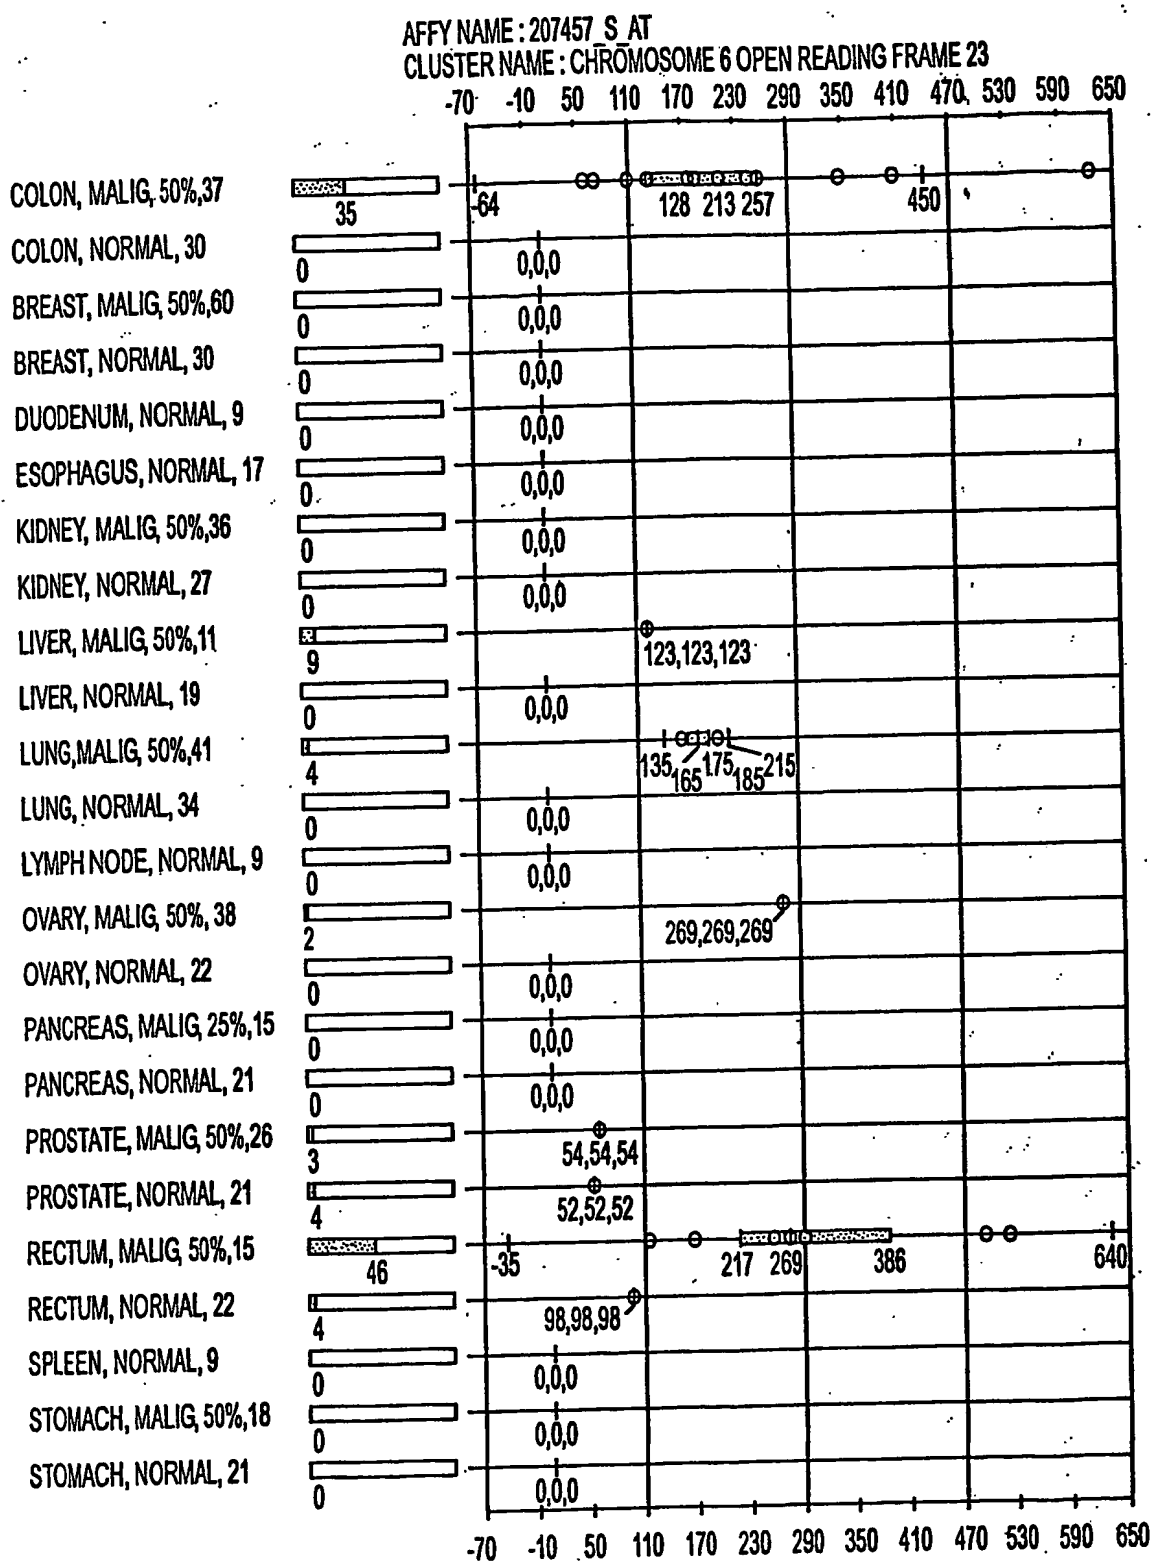 AFFY NAME : 207457_S_AT
CLUSTER NAME : CHROMOSOME 6 OPEN READING FRAME 23
-70 -10 50 110 170 230 290 350 410 470 530 590 650
COLON, MALIG, 50%,37
35
-64 128 213 257 450
COLON, NORMAL, 30
0 0,0,0
BREAST, MALIG, 50%,60
0 0,0,0
BREAST, NORMAL, 30
0 0,0,0
DUODENUM, NORMAL, 9
0 0,0,0
ESOPHAGUS, NORMAL, 17
0 0,0,0
KIDNEY, MALIG, 50%,36
0 0,0,0
KIDNEY, NORMAL, 27
0 0,0,0
LIVER, MALIG, 50%,11
9 123,123,123
LIVER, NORMAL, 19
0 0,0,0
LUNG,MALIG, 50%,41
4 135 165 175 185 215
LUNG, NORMAL, 34
0 0,0,0
LYMPH NODE, NORMAL, 9
0 0,0,0
OVARY, MALIG, 50%, 38
2 269,269,269
OVARY, NORMAL, 22
0 0,0,0
PANCREAS, MALIG, 25%,15
0 0,0,0
PANCREAS, NORMAL, 21
0 0,0,0
PROSTATE, MALIG, 50%,26
3 54,54,54
PROSTATE, NORMAL, 21
4 52,52,52
RECTUM, MALIG, 50%,15
46 -35 217 269 386 640
RECTUM, NORMAL, 22
4 98,98,98
SPLEEN, NORMAL, 9
0 0,0,0
STOMACH, MALIG, 50%,18
0 0,0,0
STOMACH, NORMAL, 21
0 0,0,0
-70 -10 50 110 170 230 290 350 410 470 530 590 650